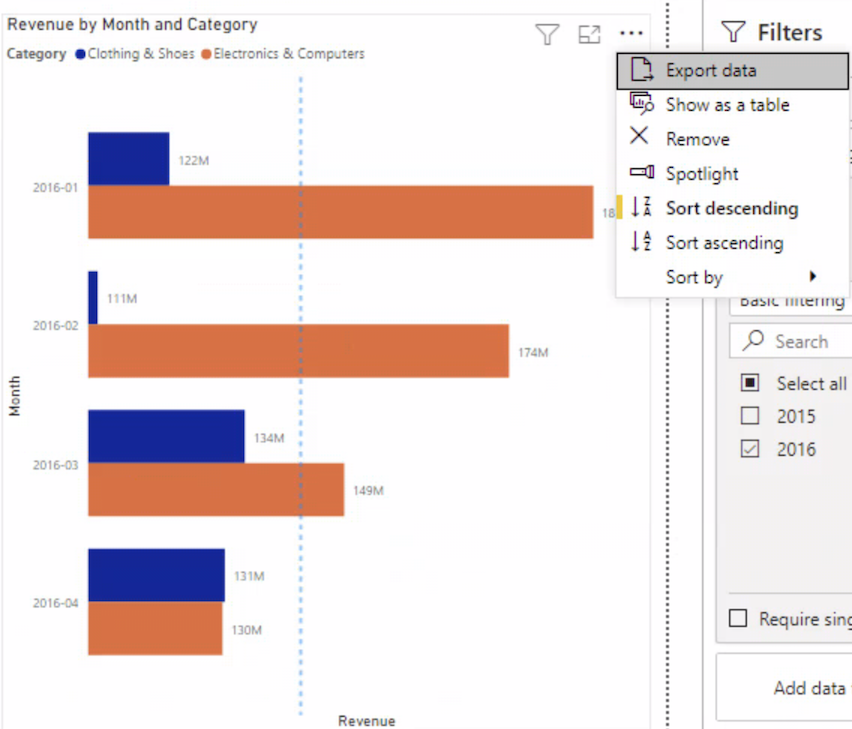 Revenue by Month and Category
Category Clothing & Shoes Electronics & Computers
122M
2016-01
18
111M
2016-02
174M
134M
2016-03
149M
131M
2016-04
130M
Month
Revenue
Filters
Export data
Show as a table
Remove
Spotlight
Sort descending
Sort ascending
Sort by
Basic filtering
Search
Select all
2015
2016
Require sing
Add data